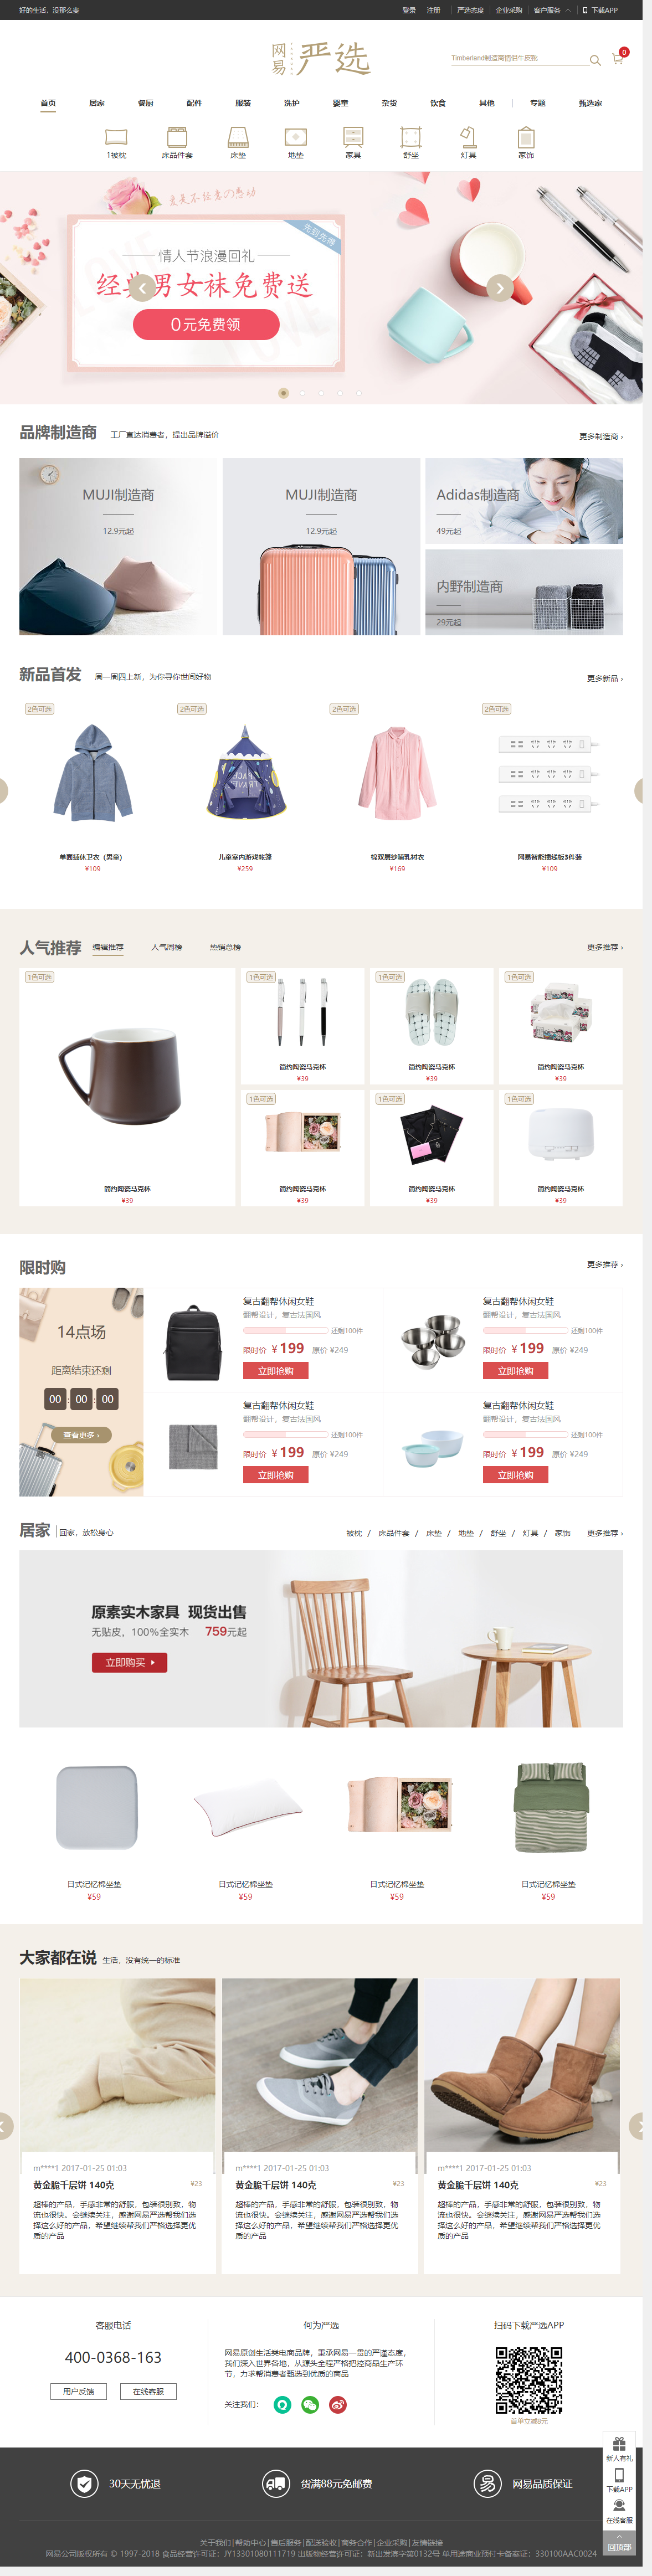 好的生活，没那么贵
登录 注册 严选态度 企业采购 客户服务 下载APP
网易严选
Timberland制造商情侣牛皮靴
0
首页 居家 餐厨 配件 服装 洗护 婴童 杂货 饮食 其他 专题 甄选家
1被枕 床品件套 床垫 地垫 家具 舒坐 灯具 家饰
先到先得
情人节浪漫回礼
经典男女袜免费送
0元免费领
品牌制造商 工厂直达消费者，提出品牌溢价 更多制造商 ›
MUJI制造商
12.9元起
MUJI制造商
12.9元起
Adidas制造商
49元起
内野制造商
29元起
新品首发 周一周四上新，为你寻你世间好物 更多新品 ›
2色可选 2色可选 2色可选 2色可选
单面绒休卫衣（男童） 儿童室内游戏帐篷 绵双层纱哺乳衬衣 网易智能插线板3件装
¥109 ¥259 ¥169 ¥109
人气推荐 编辑推荐 人气周榜 热销总榜 更多推荐 ›
1色可选 1色可选 1色可选 1色可选
简约陶瓷马克杯 简约陶瓷马克杯 简约陶瓷马克杯
¥39 ¥39 ¥39
1色可选 1色可选 1色可选
简约陶瓷马克杯 简约陶瓷马克杯 简约陶瓷马克杯 简约陶瓷马克杯
¥39 ¥39 ¥39 ¥39
限时购 更多推荐 ›
14点场
距离结束还剩
00 : 00 : 00
查看更多 ›
复古翻帮休闲女鞋
翻帮设计，复古法国风
还剩100件
限时价 ¥ 199 原价 ¥249
立即抢购
复古翻帮休闲女鞋
翻帮设计，复古法国风
还剩100件
限时价 ¥ 199 原价 ¥249
立即抢购
复古翻帮休闲女鞋
翻帮设计，复古法国风
还剩100件
限时价 ¥ 199 原价 ¥249
立即抢购
复古翻帮休闲女鞋
翻帮设计，复古法国风
还剩100件
限时价 ¥ 199 原价 ¥249
立即抢购
居家 回家，放松身心 被枕 / 床品件套 / 床垫 / 地垫 / 舒坐 / 灯具 / 家饰 更多推荐 ›
原素实木家具 现货出售
无贴皮，100%全实木 759元起
立即购买
日式记忆棉坐垫 日式记忆棉坐垫 日式记忆棉坐垫 日式记忆棉坐垫
¥59 ¥59 ¥59 ¥59
大家都在说 生活，没有统一的标准
m****1 2017-01-25 01:03
黄金脆千层饼 140克 ¥23
超棒的产品，手感非常的舒服，包装很别致，物
流也很快。会继续关注，感谢网易严选帮我们选
择这么好的产品，希望继续帮我们严格选择更优
质的产品
m****1 2017-01-25 01:03
黄金脆千层饼 140克 ¥23
超棒的产品，手感非常的舒服，包装很别致，物
流也很快。会继续关注，感谢网易严选帮我们选
择这么好的产品，希望继续帮我们严格选择更优
质的产品
m****1 2017-01-25 01:03
黄金脆千层饼 140克 ¥23
超棒的产品，手感非常的舒服，包装很别致，物
流也很快。会继续关注，感谢网易严选帮我们选
择这么好的产品，希望继续帮我们严格选择更优
质的产品
客服电话
400-0368-163
用户反馈 在线客服
何为严选
网易原创生活类电商品牌，秉承网易一贯的严谨态度，
我们深入世界各地，从源头全程严格把控商品生产环
节，力求帮消费者甄选到优质的商品
关注我们：
扫码下载严选APP
首单立减8元
新人有礼
下载APP
在线客服
回顶部
30天无忧退 货满88元免邮费 网易品质保证
关于我们|帮助中心|售后服务|配送验收|商务合作|企业采购|友情链接
网易公司版权所有 © 1997-2018 食品经营许可证：JY13301080111719 出版物经营许可证：新出发滨字第0132号 单用途商业预付卡备案证：330100AAC0024